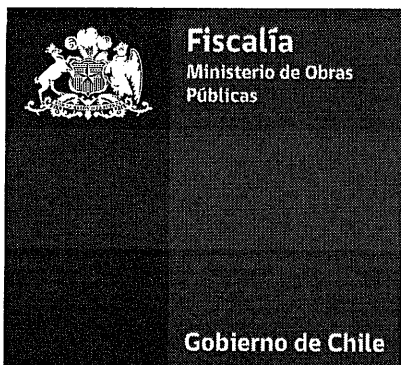 Fiscalía
Ministerio de Obras
Públicas
Gobierno de Chile